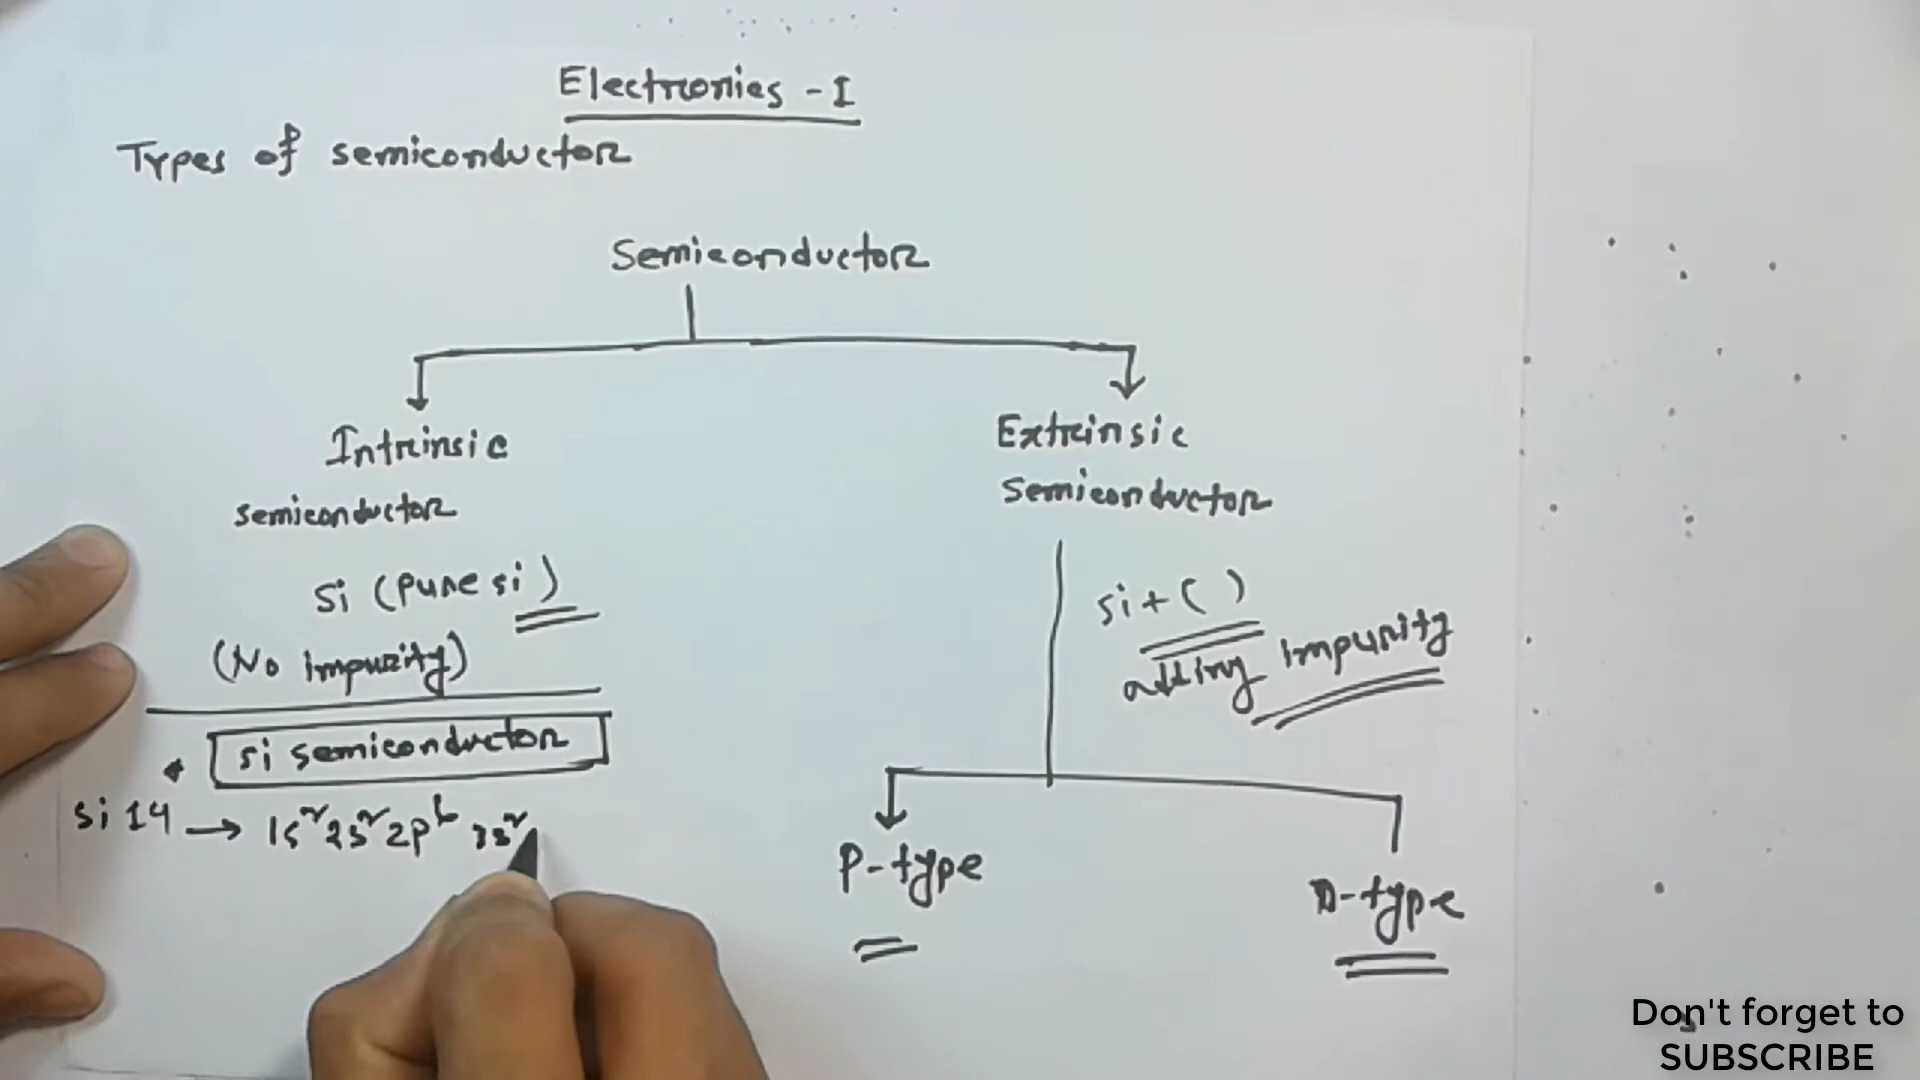 Electronics - I
Types of semiconductor
Semiconductor
Intrinsic
semiconductor
Si (pure si)
(No impurity)
si semiconductor
si 14 → 1s² 2s² 2p⁶ 3s²
Extrinsic
semiconductor
si + ( )
adding impurity
P-type
n-type
Don't forget to
SUBSCRIBE